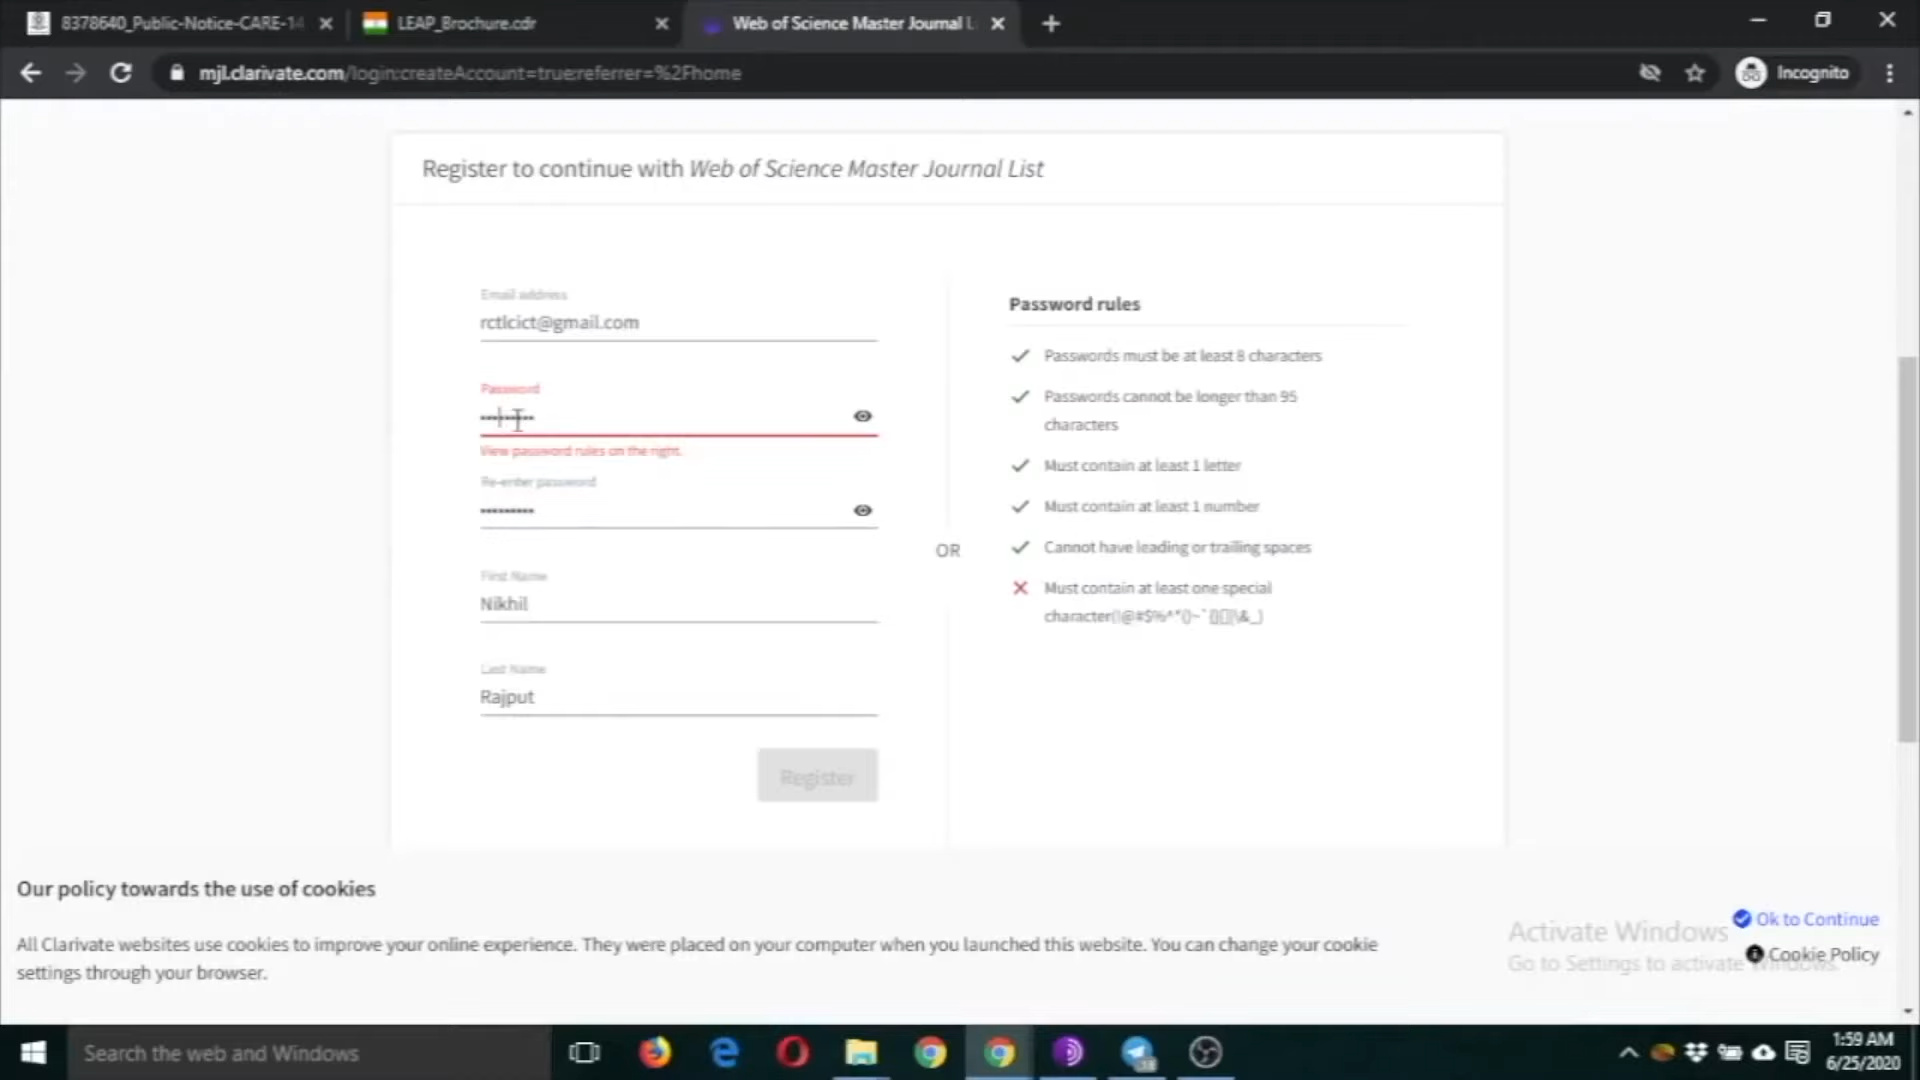 8378640_Public-Notice-CARE-14
LEAP_Brochure.cdr
Web of Science Master Journal L
mjl.clarivate.com/login:createAccount=true;referrer=%2Fhome
Incognito
Register to continue with Web of Science Master Journal List
Email address
rctlcict@gmail.com
Password
View password rules on the right.
Re-enter password
First Name
Nikhil
Last Name
Rajput
Register
OR
Password rules
Passwords must be at least 8 characters
Passwords cannot be longer than 95
characters
Must contain at least 1 letter
Must contain at least 1 number
Cannot have leading or trailing spaces
Must contain at least one special
character(!@#$%^*()~`{}[]|\&_)
Our policy towards the use of cookies
All Clarivate websites use cookies to improve your online experience. They were placed on your computer when you launched this website. You can change your cookie
settings through your browser.
Ok to Continue
Cookie Policy
Activate Windows
Go to Settings to activate Windows.
Search the web and Windows
1:59 AM
6/25/2020